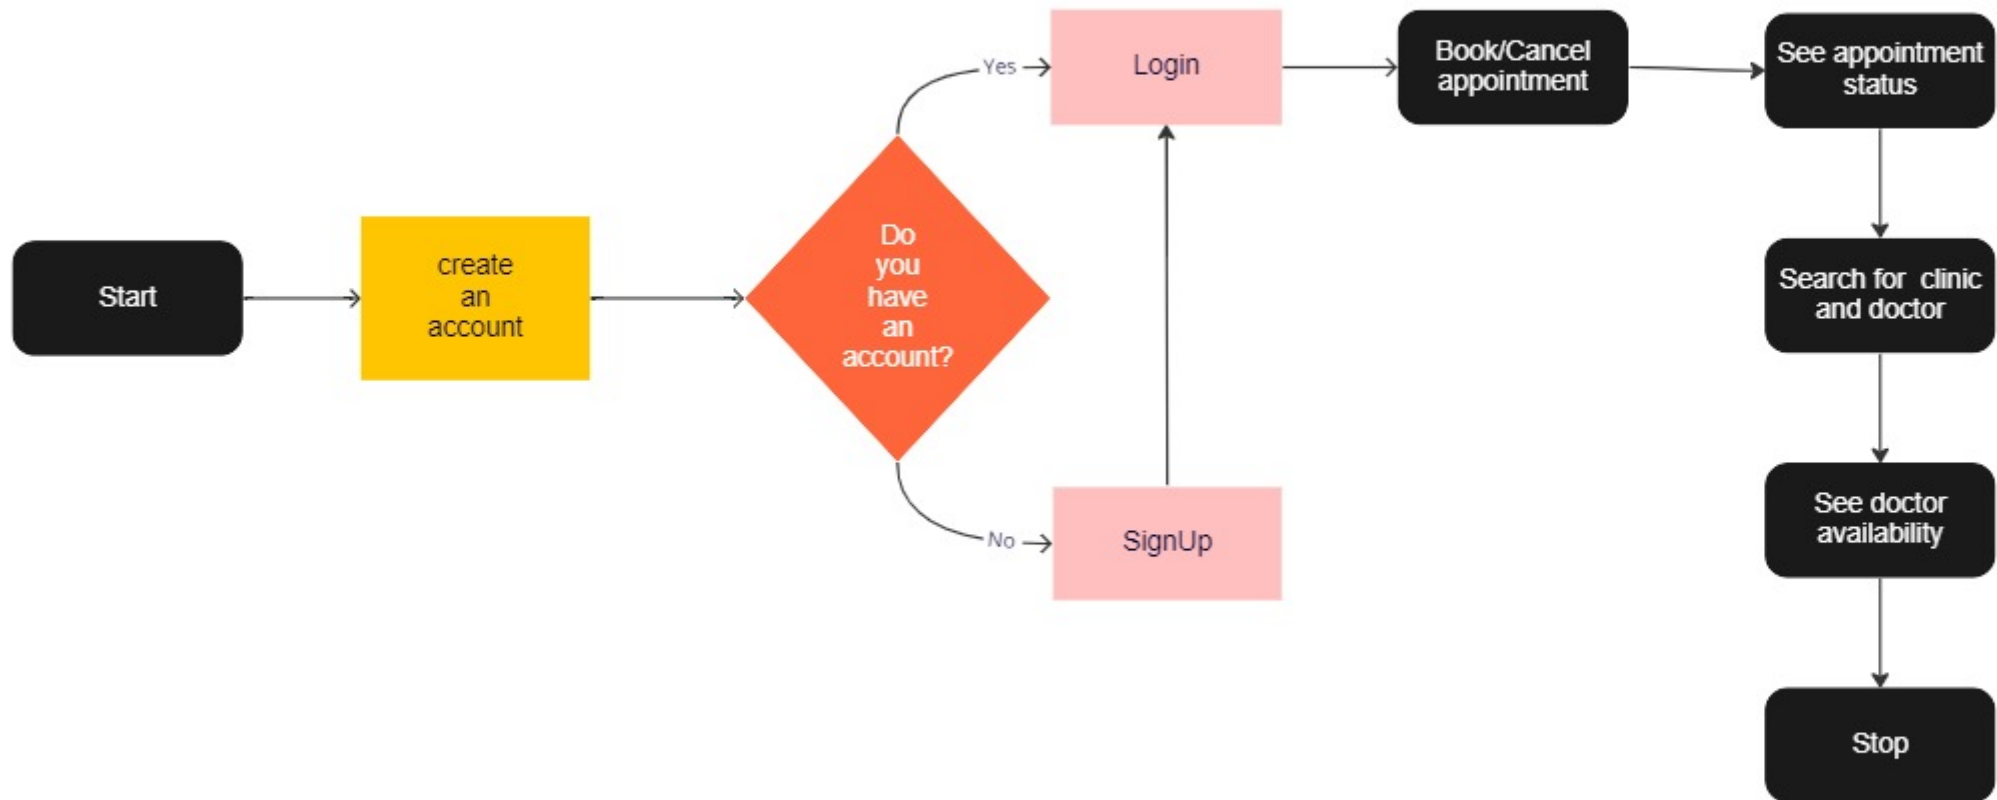 Start
create
an
account
Do
you
have
an
account?
Yes
No
Login
SignUp
Book/Cancel
appointment
See appointment
status
Search for  clinic
and doctor
See doctor
availability
Stop